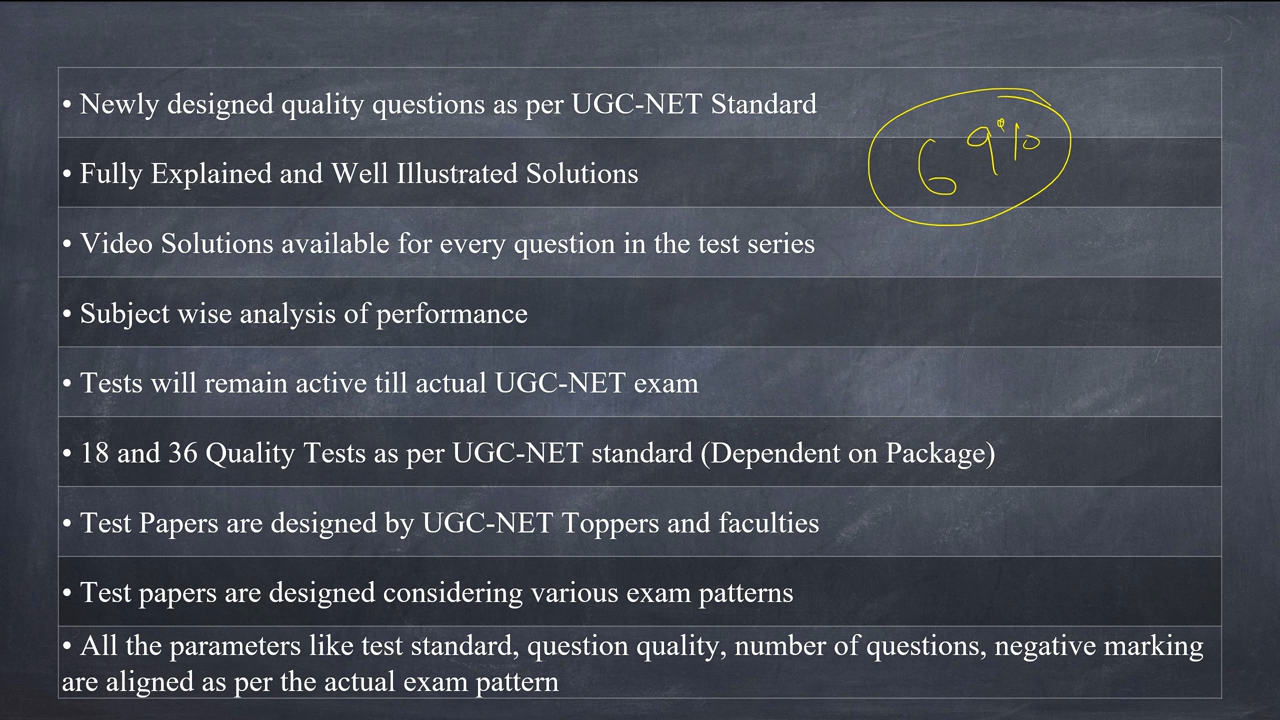 • Newly designed quality questions as per UGC-NET Standard
69%
• Fully Explained and Well Illustrated Solutions
• Video Solutions available for every question in the test series
• Subject wise analysis of performance
• Tests will remain active till actual UGC-NET exam
• 18 and 36 Quality Tests as per UGC-NET standard (Dependent on Package)
• Test Papers are designed by UGC-NET Toppers and faculties
• Test papers are designed considering various exam patterns
• All the parameters like test standard, question quality, number of questions, negative marking
are aligned as per the actual exam pattern